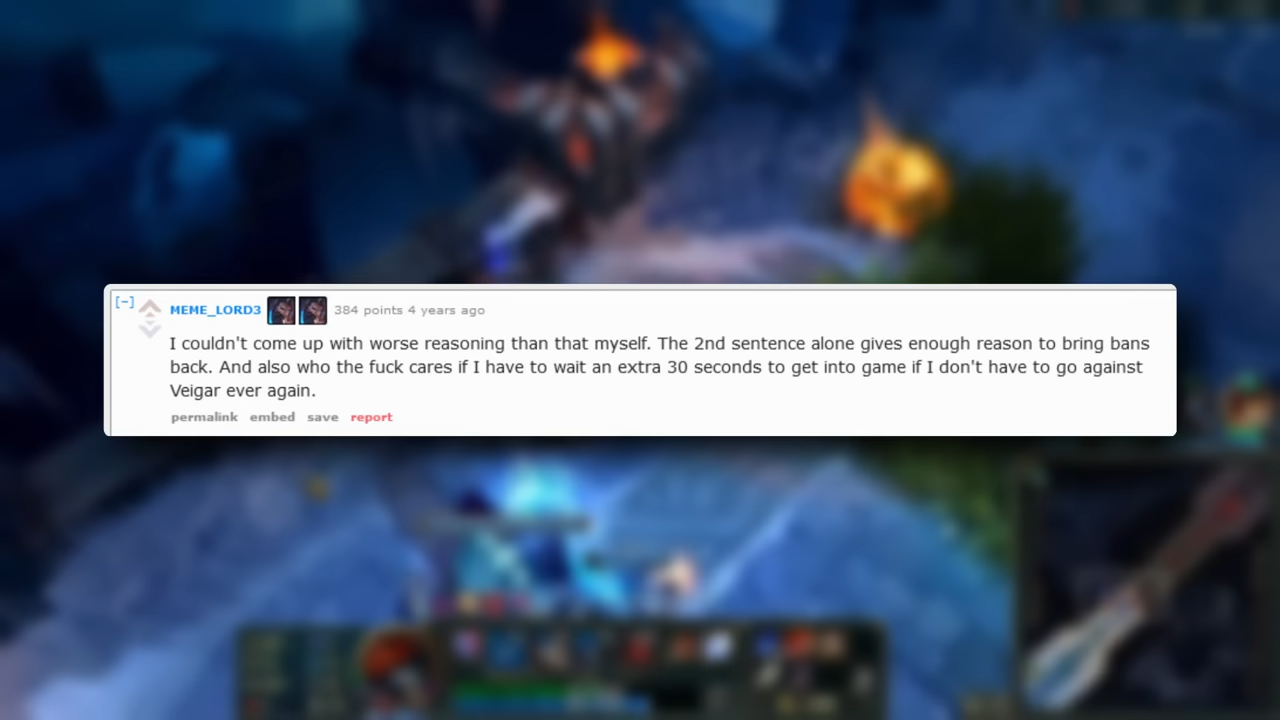 [–] MEME_LORD3 384 points 4 years ago
I couldn't come up with worse reasoning than that myself. The 2nd sentence alone gives enough reason to bring bans
back. And also who the fuck cares if I have to wait an extra 30 seconds to get into game if I don't have to go against
Veigar ever again.
permalink embed save report